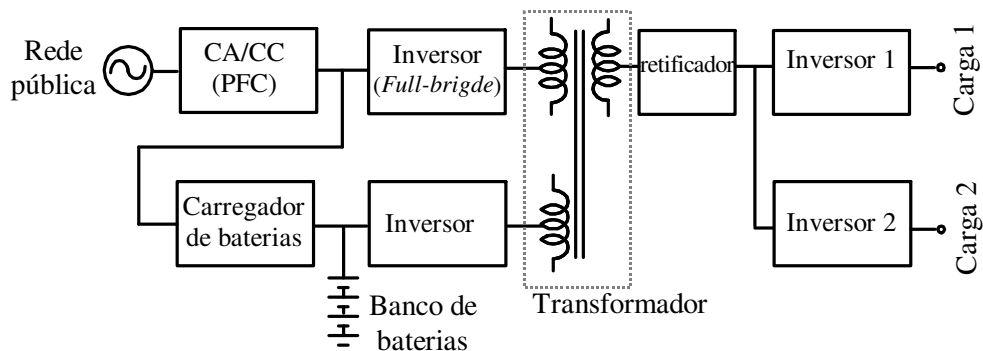 Rede
pública
CA/CC
(PFC)
Inversor
(Full-brigde)
retificador
Inversor 1
Carga 1
Carregador
de baterias
Inversor
Inversor 2
Carga 2
Banco de
baterias
Transformador